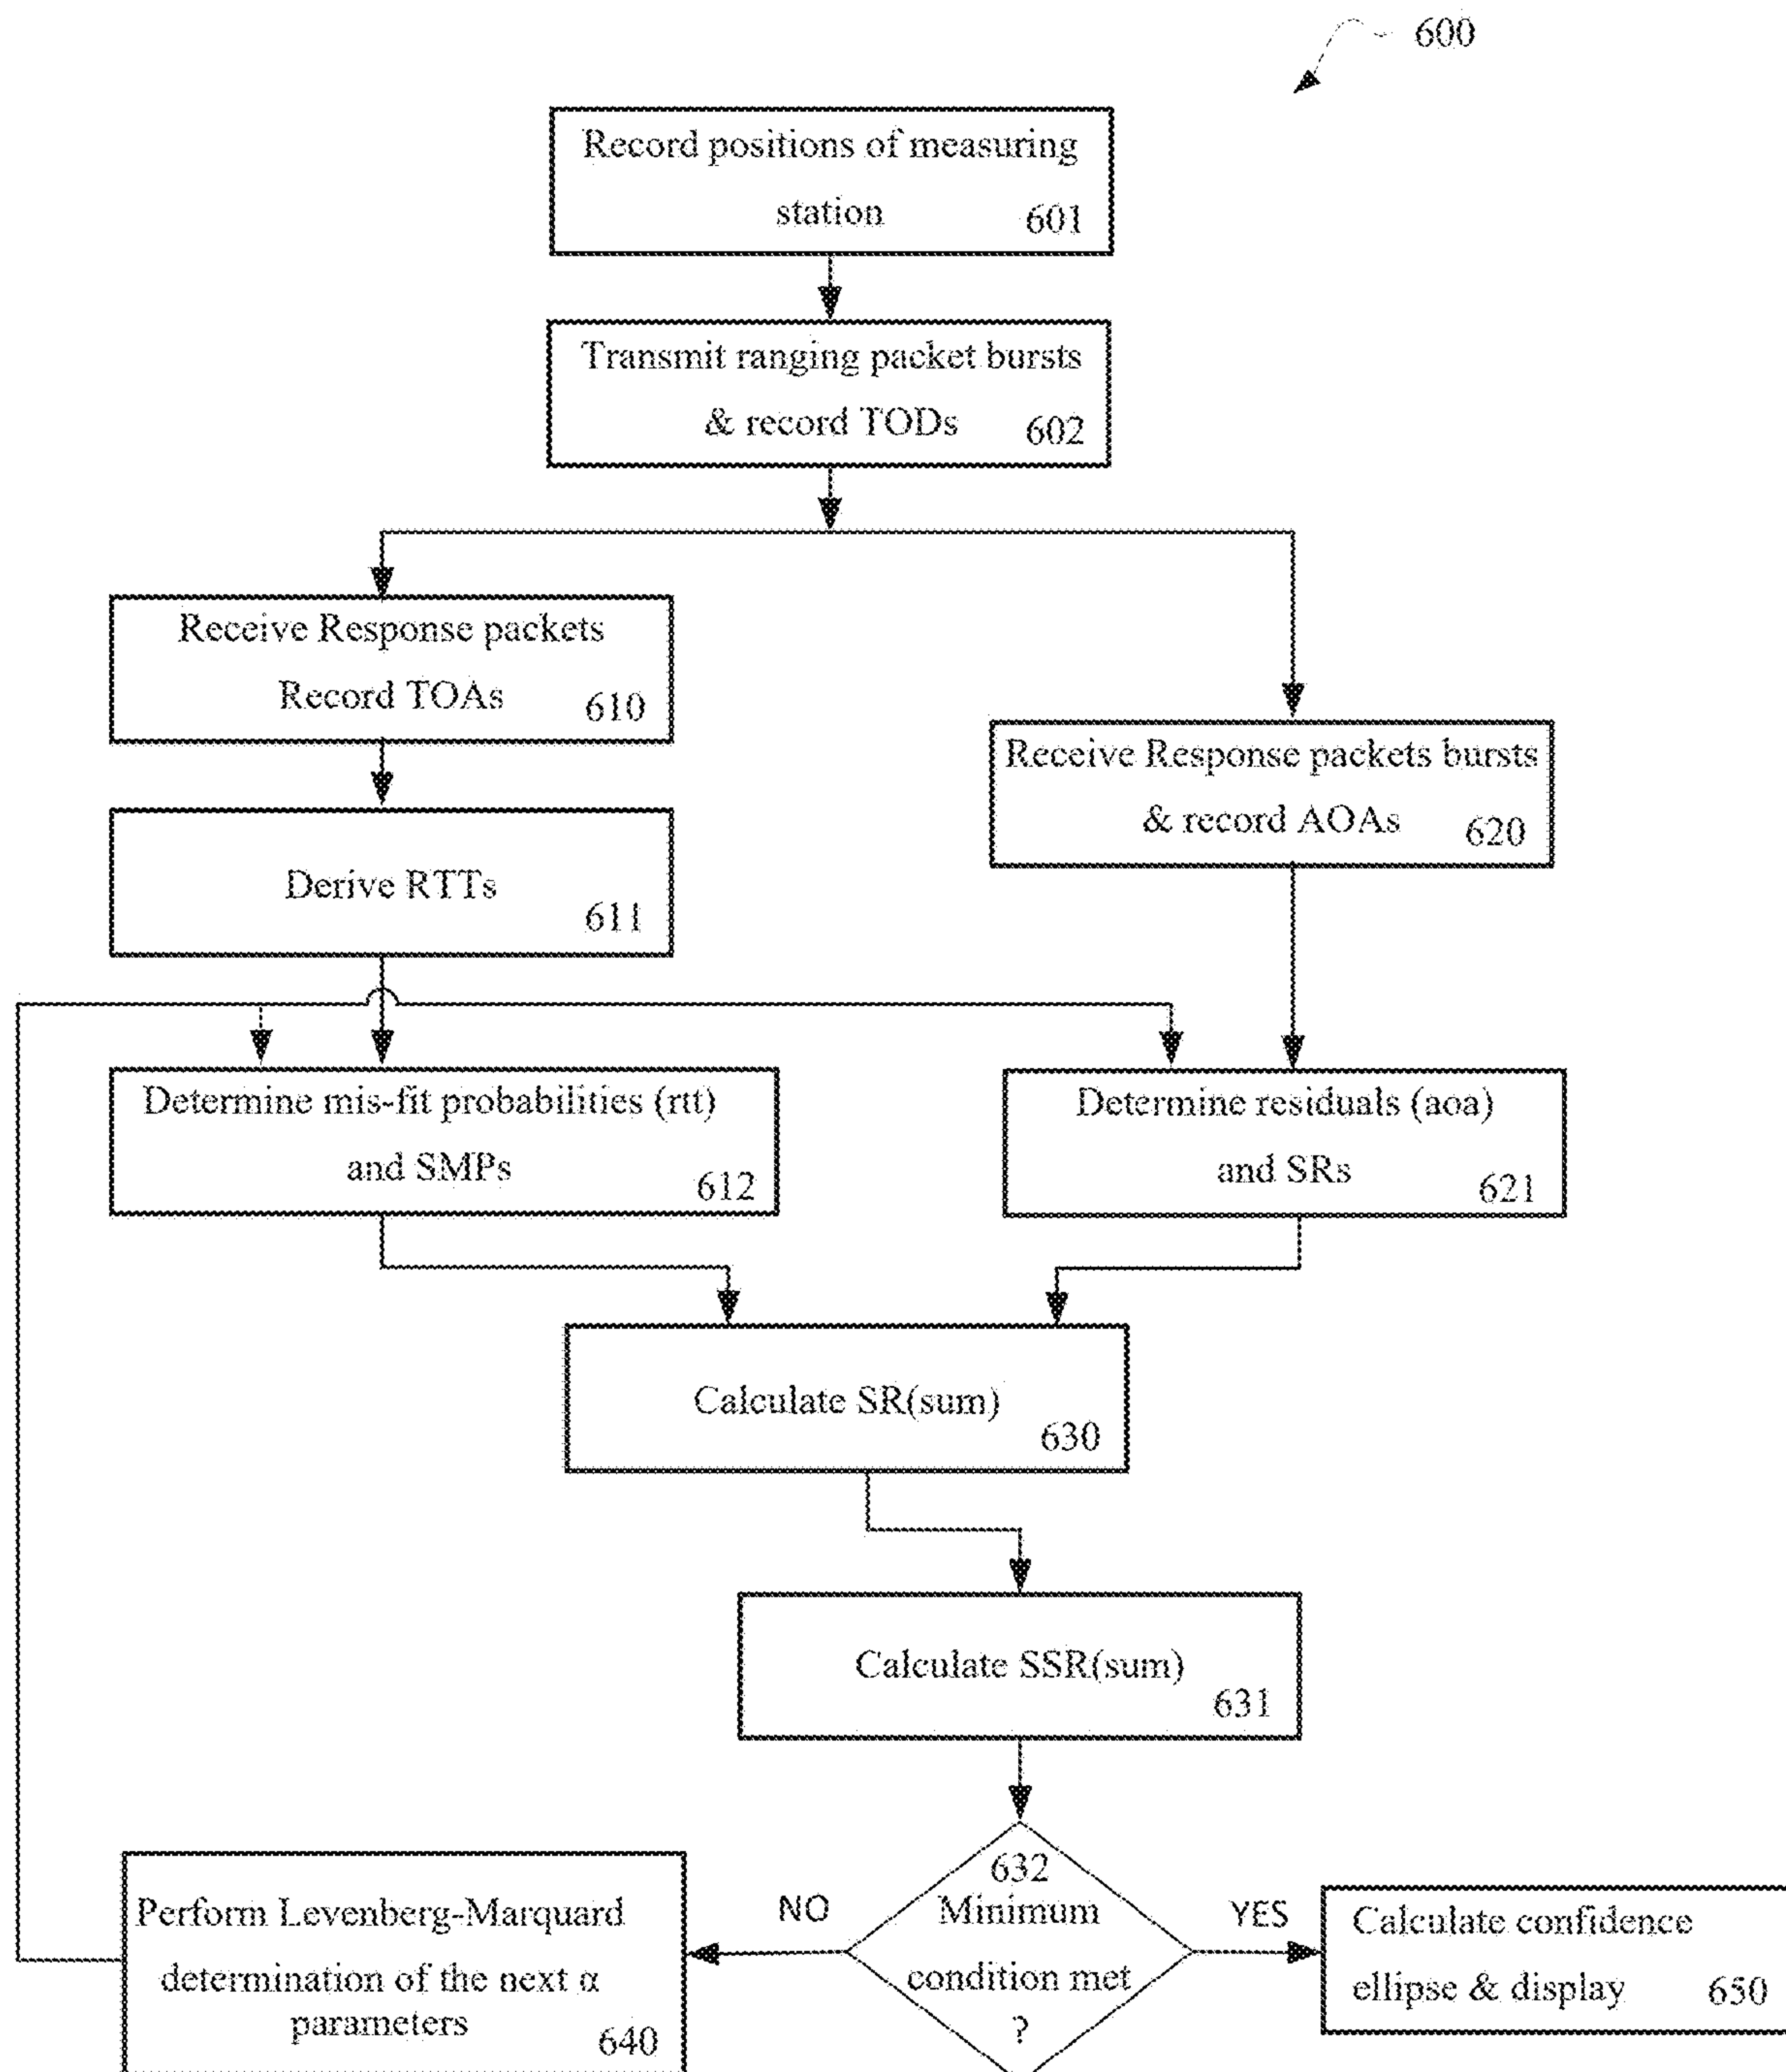 600
Record positions of measuring
station 601
Transmit ranging packet bursts
& record TODs 602
Receive Response packets
Record TOAs 610
Receive Response packets bursts
& record AOAs 620
Derive RTTs
611
Determine mis-fit probabilities (rtt)
and SMPs 612
Determine residuals (aoa)
and SRs 621
Calculate SR(sum)
630
Calculate SSR(sum)
631
632
Minimum
condition met
?
NO
YES
Perform Levenberg-Marquard
determination of the next α
parameters 640
Calculate confidence
ellipse & display 650